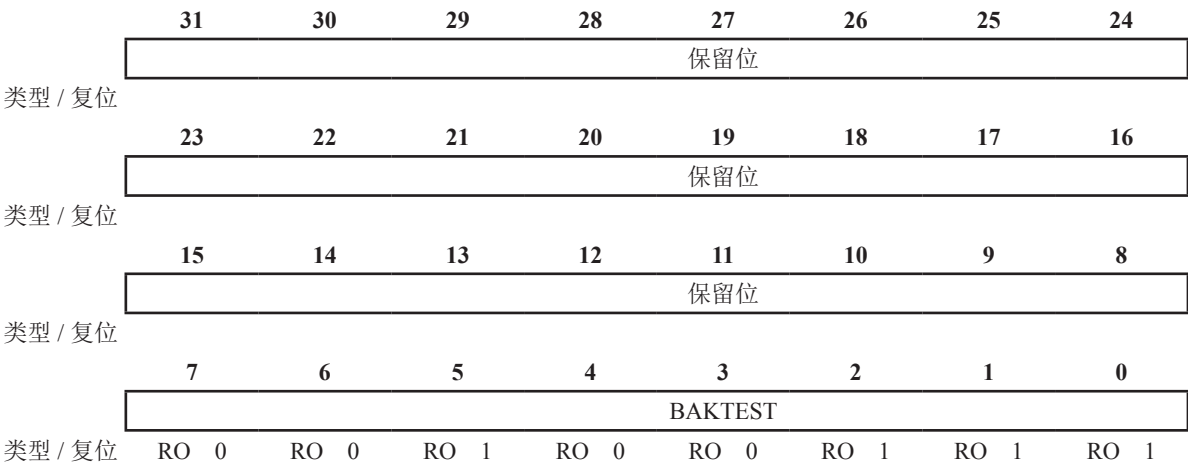 31 30 29 28 27 26 25 24
保留位
类型 / 复位
23 22 21 20 19 18 17 16
保留位
类型 / 复位
15 14 13 12 11 10 9 8
保留位
类型 / 复位
7 6 5 4 3 2 1 0
BAKTEST
类型 / 复位 RO 0 RO 0 RO 1 RO 0 RO 0 RO 1 RO 1 RO 1